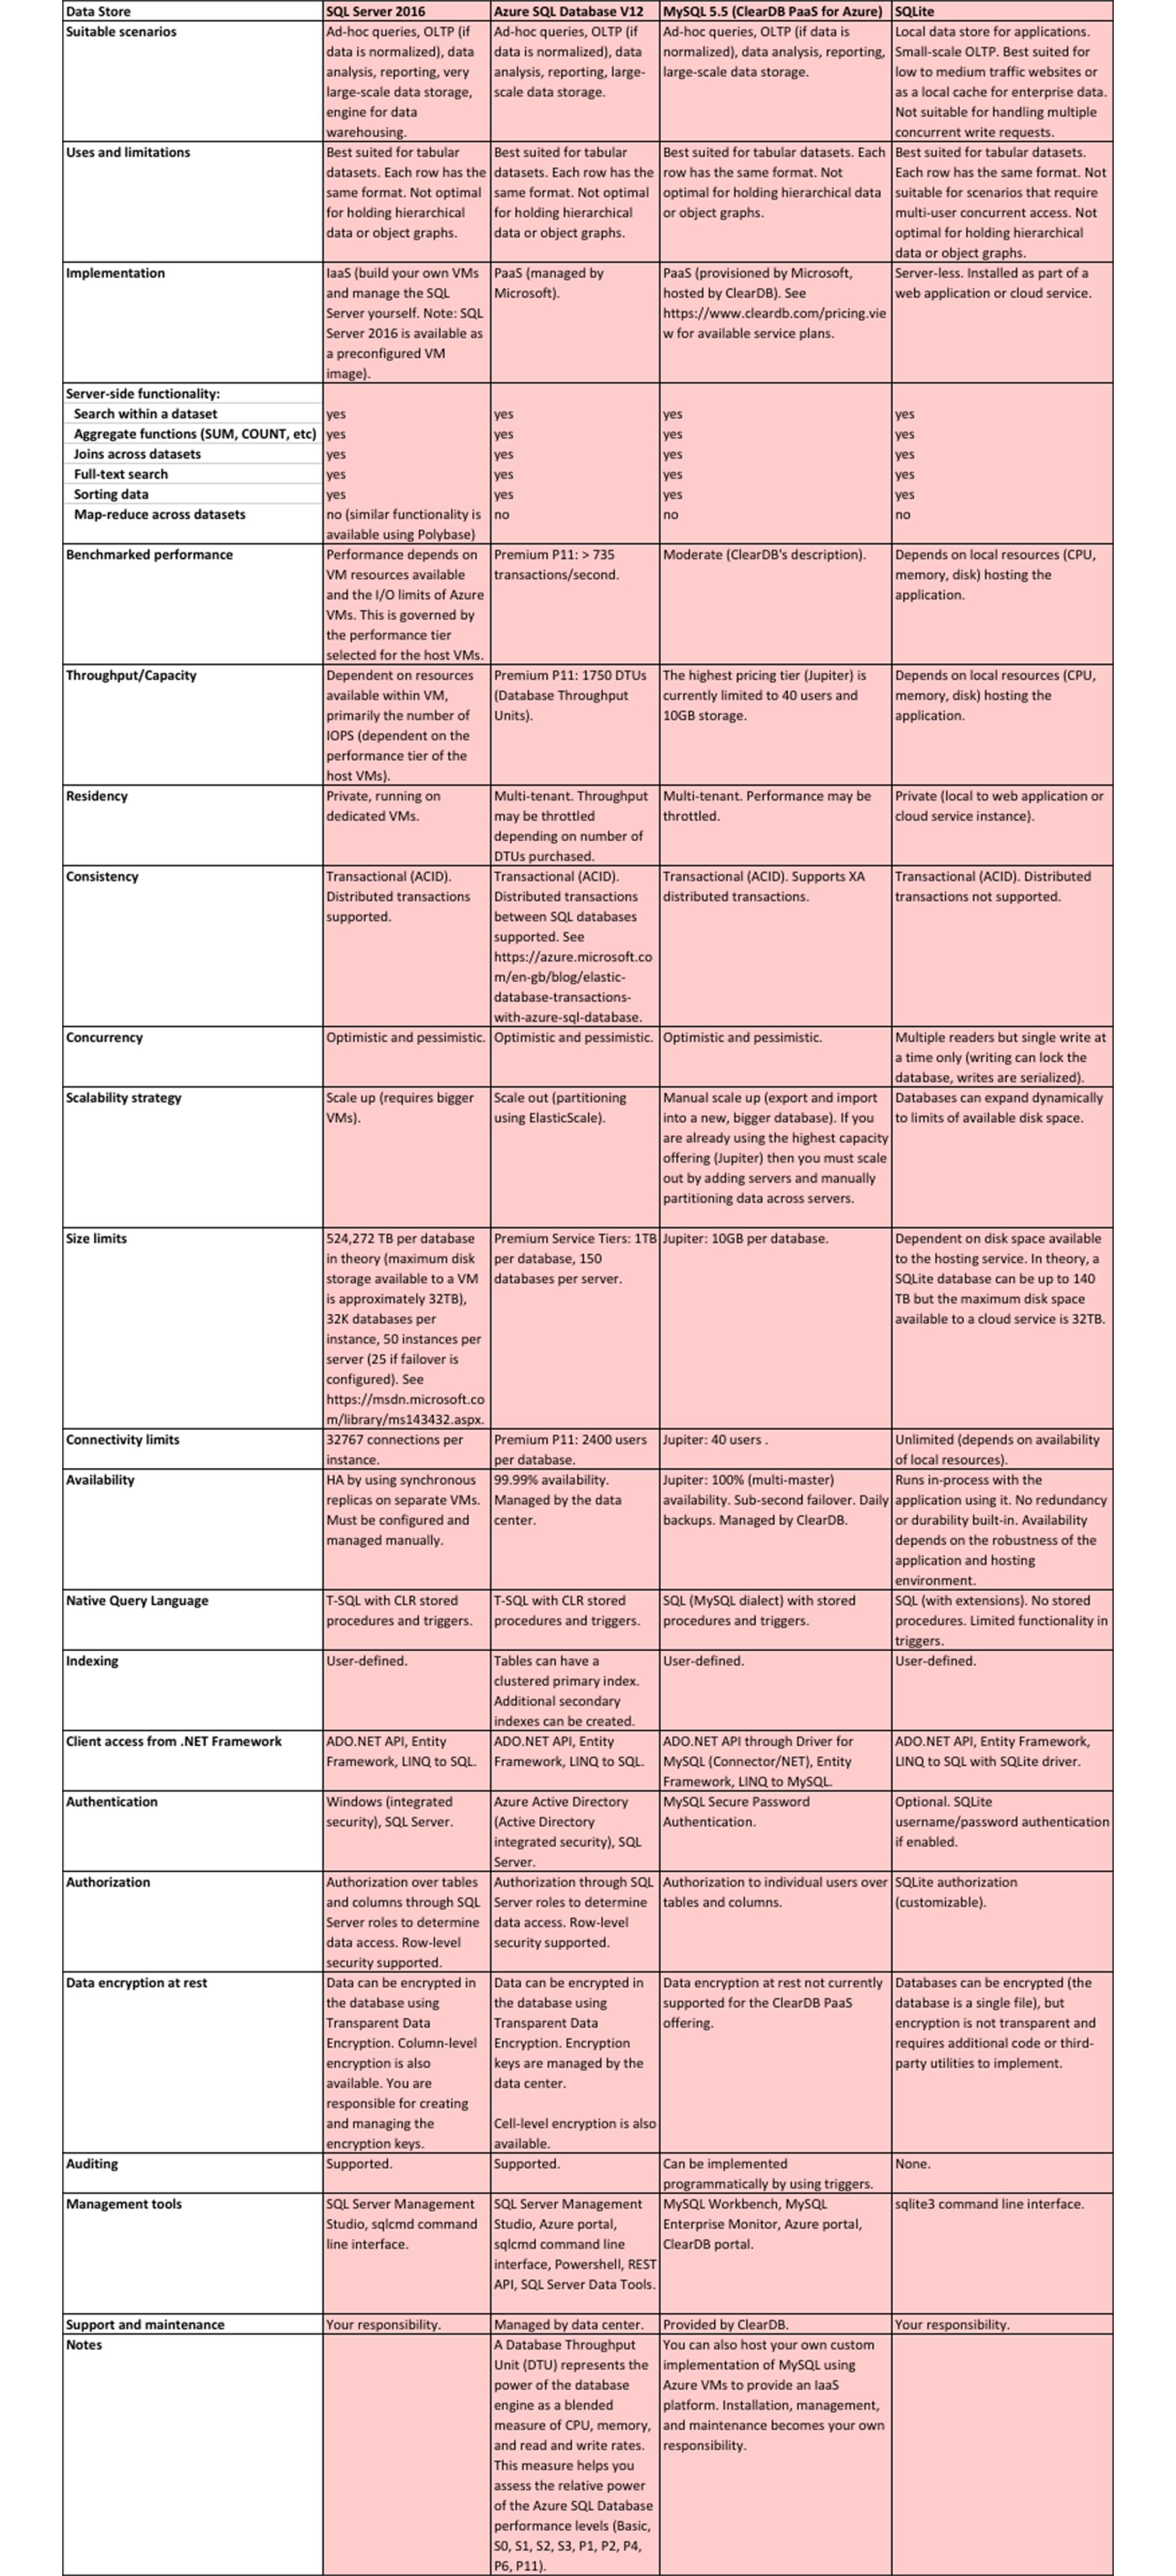 Data Store
SQL Server 2016
Azure SQL Database V12
MySQL 5.5 (ClearDB PaaS for Azure)
SQLite
Suitable scenarios
Ad-hoc queries, OLTP (if
data is normalized), data
analysis, reporting, very
large-scale data storage,
engine for data
warehousing.
Ad-hoc queries, OLTP (if
data is normalized), data
analysis, reporting, large-
scale data storage.
Ad-hoc queries, OLTP (if data is
normalized), data analysis, reporting,
large-scale data storage.
Local data store for applications.
Small-scale OLTP. Best suited for
low to medium traffic websites or
as a local cache for enterprise data.
Not suitable for handling multiple
concurrent write requests.
Uses and limitations
Best suited for tabular
datasets. Each row has the
same format. Not optimal
for holding hierarchical
data or object graphs.
Best suited for tabular
datasets. Each row has the
same format. Not optimal
for holding hierarchical
data or object graphs.
Best suited for tabular datasets. Each
row has the same format. Not
optimal for holding hierarchical data
or object graphs.
Best suited for tabular datasets.
Each row has the same format. Not
suitable for scenarios that require
multi-user concurrent access. Not
optimal for holding hierarchical
data or object graphs.
Implementation
IaaS (build your own VMs
and manage the SQL
Server yourself. Note: SQL
Server 2016 is available as
a preconfigured VM
image).
PaaS (managed by
Microsoft).
PaaS (provisioned by Microsoft,
hosted by ClearDB). See
https://www.cleardb.com/pricing.vie
w for available service plans.
Server-less. Installed as part of a
web application or cloud service.
Server-side functionality:
Search within a dataset
yes
yes
yes
yes
Aggregate functions (SUM, COUNT, etc)
yes
yes
yes
yes
Joins across datasets
yes
yes
yes
yes
Full-text search
yes
yes
yes
yes
Sorting data
yes
yes
yes
yes
Map-reduce across datasets
no (similar functionality is
available using Polybase)
no
no
no
Benchmarked performance
Performance depends on
VM resources available
and the I/O limits of Azure
VMs. This is governed by
the performance tier
selected for the host VMs.
Premium P11: > 735
transactions/second.
Moderate (ClearDB's description).
Depends on local resources (CPU,
memory, disk) hosting the
application.
Throughput/Capacity
Dependent on resources
available within VM,
primarily the number of
IOPS (dependent on the
performance tier of the
host VMs).
Premium P11: 1750 DTUs
(Database Throughput
Units).
The highest pricing tier (Jupiter) is
currently limited to 40 users and
10GB storage.
Depends on local resources (CPU,
memory, disk) hosting the
application.
Residency
Private, running on
dedicated VMs.
Multi-tenant. Throughput
may be throttled
depending on number of
DTUs purchased.
Multi-tenant. Performance may be
throttled.
Private (local to web application or
cloud service instance).
Consistency
Transactional (ACID).
Distributed transactions
supported.
Transactional (ACID).
Distributed transactions
between SQL databases
supported. See
https://azure.microsoft.co
m/en-gb/blog/elastic-
database-transactions-
with-azure-sql-database.
Transactional (ACID). Supports XA
distributed transactions.
Transactional (ACID). Distributed
transactions not supported.
Concurrency
Optimistic and pessimistic.
Optimistic and pessimistic.
Optimistic and pessimistic.
Multiple readers but single write at
a time only (writing can lock the
database, writes are serialized).
Scalability strategy
Scale up (requires bigger
VMs).
Scale out (partitioning
using ElasticScale).
Manual scale up (export and import
into a new, bigger database). If you
are already using the highest capacity
offering (Jupiter) then you must scale
out by adding servers and manually
partitioning data across servers.
Databases can expand dynamically
to limits of available disk space.
Size limits
524,272 TB per database
in theory (maximum disk
storage available to a VM
is approximately 32TB),
32K databases per
instance, 50 instances per
server (25 if failover is
configured). See
https://msdn.microsoft.co
m/library/ms143432.aspx.
Premium Service Tiers: 1TB
per database, 150
databases per server.
Jupiter: 10GB per database.
Dependent on disk space available
to the hosting service. In theory, a
SQLite database can be up to 140
TB but the maximum disk space
available to a cloud service is 32TB.
Connectivity limits
32767 connections per
instance.
Premium P11: 2400 users
per database.
Jupiter: 40 users .
Unlimited (depends on availability
of local resources).
Availability
HA by using synchronous
replicas on separate VMs.
Must be configured and
managed manually.
99.99% availability.
Managed by the data
center.
Jupiter: 100% (multi-master)
availability. Sub-second failover. Daily
backups. Managed by ClearDB.
Runs in-process with the
application using it. No redundancy
or durability built-in. Availability
depends on the robustness of the
application and hosting
environment.
Native Query Language
T-SQL with CLR stored
procedures and triggers.
T-SQL with CLR stored
procedures and triggers.
SQL (MySQL dialect) with stored
procedures and triggers.
SQL (with extensions). No stored
procedures. Limited functionality in
triggers.
Indexing
User-defined.
Tables can have a
clustered primary index.
Additional secondary
indexes can be created.
User-defined.
User-defined.
Client access from .NET Framework
ADO.NET API, Entity
Framework, LINQ to SQL.
ADO.NET API, Entity
Framework, LINQ to SQL.
ADO.NET API through Driver for
MySQL (Connector/NET), Entity
Framework, LINQ to MySQL.
ADO.NET API, Entity Framework,
LINQ to SQL with SQLite driver.
Authentication
Windows (integrated
security), SQL Server.
Azure Active Directory
(Active Directory
integrated security), SQL
Server.
MySQL Secure Password
Authentication.
Optional. SQLite
username/password authentication
if enabled.
Authorization
Authorization over tables
and columns through SQL
Server roles to determine
data access. Row-level
security supported.
Authorization through SQL
Server roles to determine
data access. Row-level
security supported.
Authorization to individual users over
tables and columns.
SQLite authorization
(customizable).
Data encryption at rest
Data can be encrypted in
the database using
Transparent Data
Encryption. Column-level
encryption is also
available. You are
responsible for creating
and managing the
encryption keys.
Data can be encrypted in
the database using
Transparent Data
Encryption. Encryption
keys are managed by the
data center.
Cell-level encryption is also
available.
Data encryption at rest not currently
supported for the ClearDB PaaS
offering.
Databases can be encrypted (the
database is a single file), but
encryption is not transparent and
requires additional code or third-
party utilities to implement.
Auditing
Supported.
Supported.
Can be implemented
programmatically by using triggers.
None.
Management tools
SQL Server Management
Studio, sqlcmd command
line interface.
SQL Server Management
Studio, Azure portal,
sqlcmd command line
interface, Powershell, REST
API, SQL Server Data Tools.
MySQL Workbench, MySQL
Enterprise Monitor, Azure portal,
ClearDB portal.
sqlite3 command line interface.
Support and maintenance
Your responsibility.
Managed by data center.
Provided by ClearDB.
Your responsibility.
Notes
A Database Throughput
Unit (DTU) represents the
power of the database
engine as a blended
measure of CPU, memory,
and read and write rates.
This measure helps you
assess the relative power
of the Azure SQL Database
performance levels (Basic,
S0, S1, S2, S3, P1, P2, P4,
P6, P11).
You can also host your own custom
implementation of MySQL using
Azure VMs to provide an IaaS
platform. Installation, management,
and maintenance becomes your own
responsibility.